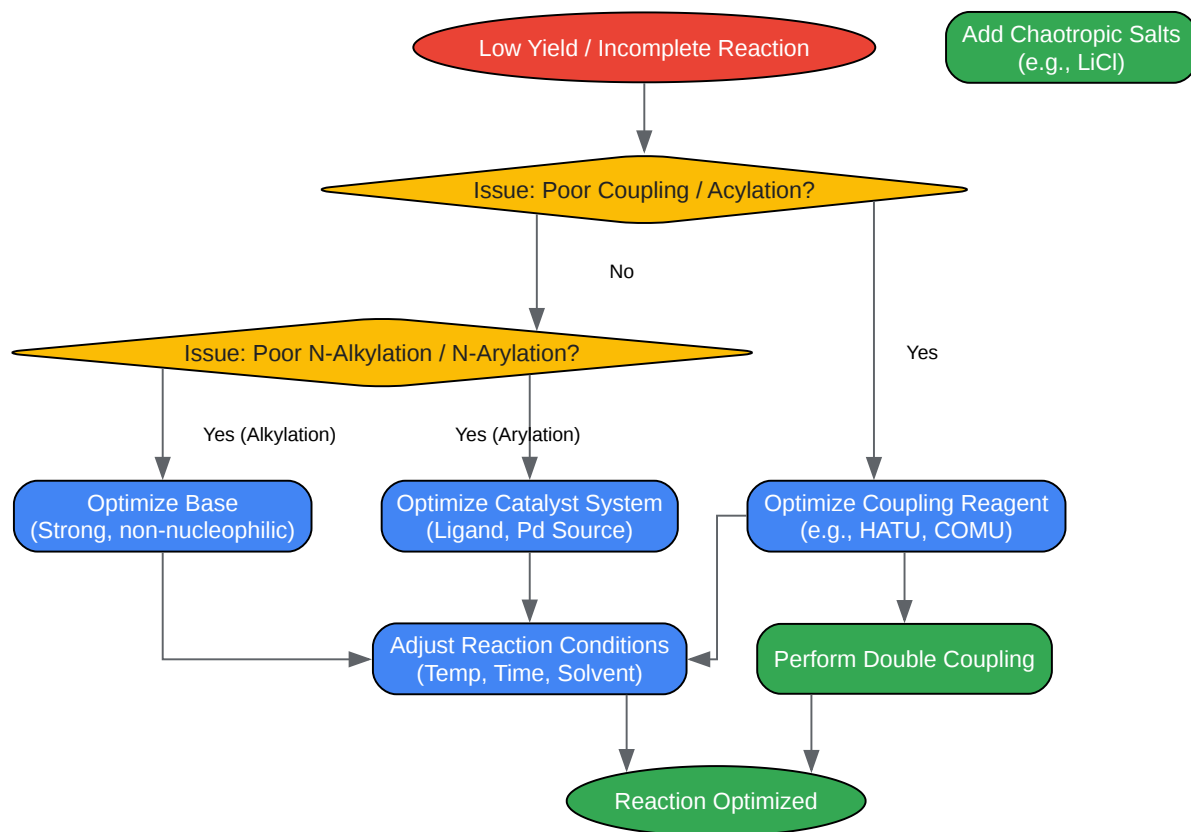 Low Yield / Incomplete Reaction
Add Chaotropic Salts
(e.g., LiCl)
Issue: Poor Coupling / Acylation?
No
Issue: Poor N-Alkylation / N-Arylation?
Yes
Yes (Alkylation)
Yes (Arylation)
Optimize Base
(Strong, non-nucleophilic)
Optimize Catalyst System
(Ligand, Pd Source)
Optimize Coupling Reagent
(e.g., HATU, COMU)
Adjust Reaction Conditions
(Temp, Time, Solvent)
Perform Double Coupling
Reaction Optimized